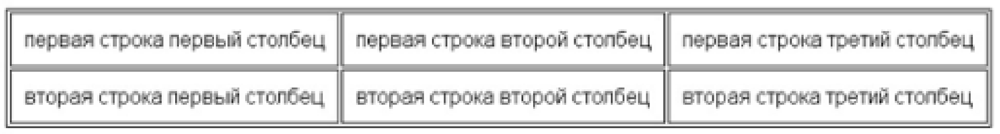 первая строка первый столбец первая строка второй столбец первая строка третий столбец
вторая строка первый столбец вторая строка второй столбец вторая строка третий столбец